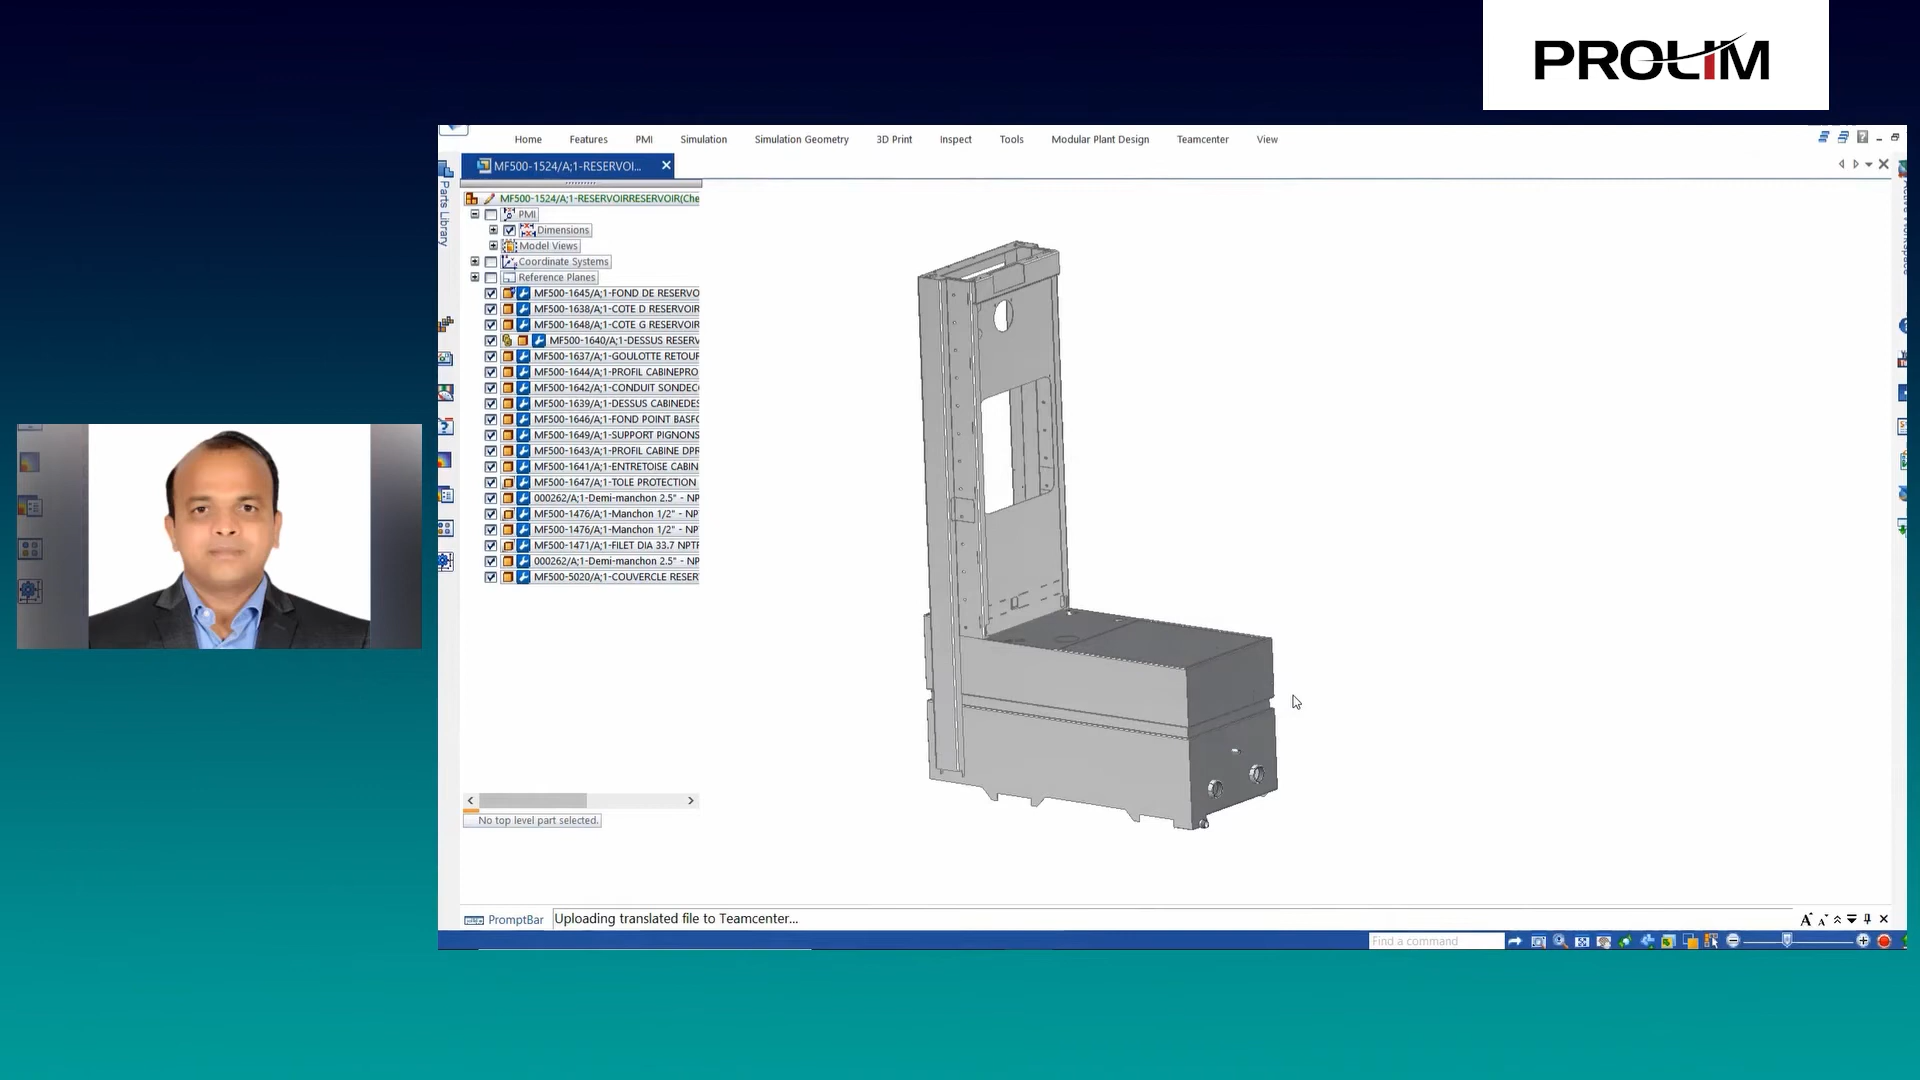 PROLIM
Home Features PMI Simulation Simulation Geometry 3D Print Inspect Tools Modular Plant Design Teamcenter View
MF500-1524/A;1-RESERVOI...
Parts Library
MF500-1524/A;1-RESERVOIRRESERVOIR(Che
PMI
Dimensions
Model Views
Coordinate Systems
Reference Planes
MF500-1645/A;1-FOND DE RESERVO
MF500-1638/A;1-COTE D RESERVOIR
MF500-1648/A;1-COTE G RESERVOIR
MF500-1640/A;1-DESSUS RESERV
MF500-1637/A;1-GOULOTTE RETOUR
MF500-1644/A;1-PROFIL CABINEPRO
MF500-1642/A;1-CONDUIT SONDECO
MF500-1639/A;1-DESSUS CABINEDES
MF500-1646/A;1-FOND POINT BASFO
MF500-1649/A;1-SUPPORT PIGNONS
MF500-1643/A;1-PROFIL CABINE DPR
MF500-1641/A;1-ENTRETOISE CABIN
MF500-1647/A;1-TOLE PROTECTION
000262/A;1-Demi-manchon 2.5" - NP
MF500-1476/A;1-Manchon 1/2" - NP
MF500-1476/A;1-Manchon 1/2" - NP
MF500-1471/A;1-FILET DIA 33.7 NPTF
000262/A;1-Demi-manchon 2.5" - NP
MF500-5020/A;1-COUVERCLE RESER
No top level part selected.
PromptBar Uploading translated file to Teamcenter...
Find a command